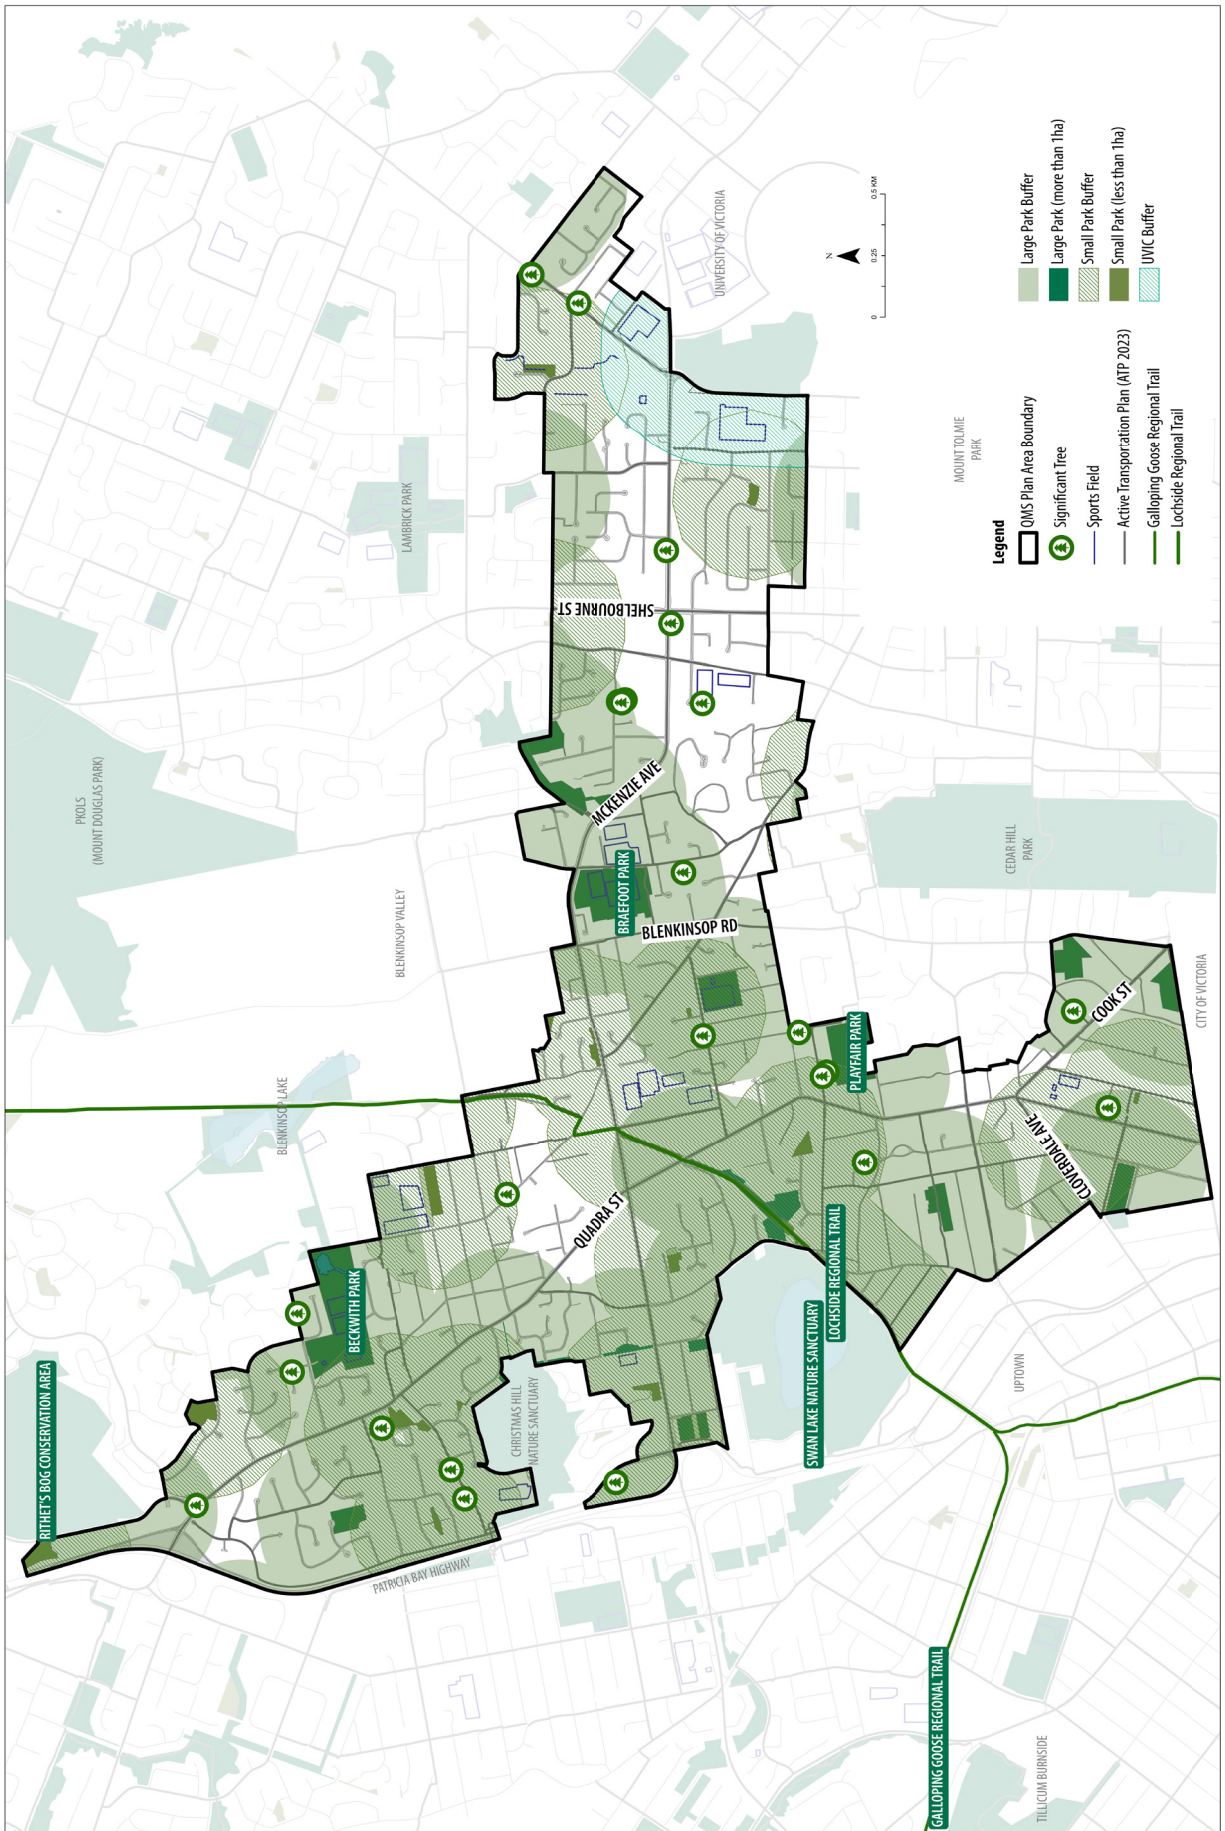 RITHET'S BOG CONSERVATION AREA
PATRICIA BAY HIGHWAY
BECKWITH PARK
CHRISTMAS HILL
NATURE SANCTUARY
QUADRA ST
BLENKINSOP LAKE
BLENKINSOP VALLEY
PKOLS
(MOUNT DOUGLAS PARK)
LAMBRICK PARK
BRAEFOOT PARK
BLENKINSOP RD
MCKENZIE AVE
SHELBOURNE ST
UNIVERSITY OF VICTORIA
PLAYFAIR PARK
LOCHSIDE REGIONAL TRAIL
SWAN LAKE NATURE SANCTUARY
UPTOWN
GALLOPING GOOSE REGIONAL TRAIL
TILLICUM BURNSIDE
CLOVERDALE AVE
COOK ST
CITY OF VICTORIA
CEDAR HILL
PARK
MOUNT TOLMIE
PARK
N
0 0.25 0.5 KM
Legend
QMS Plan Area Boundary
Significant Tree
Sports Field
Active Transportation Plan (ATP 2023)
Galloping Goose Regional Trail
Lochside Regional Trail
Large Park Buffer
Large Park (more than 1ha)
Small Park Buffer
Small Park (less than 1ha)
UVIC Buffer